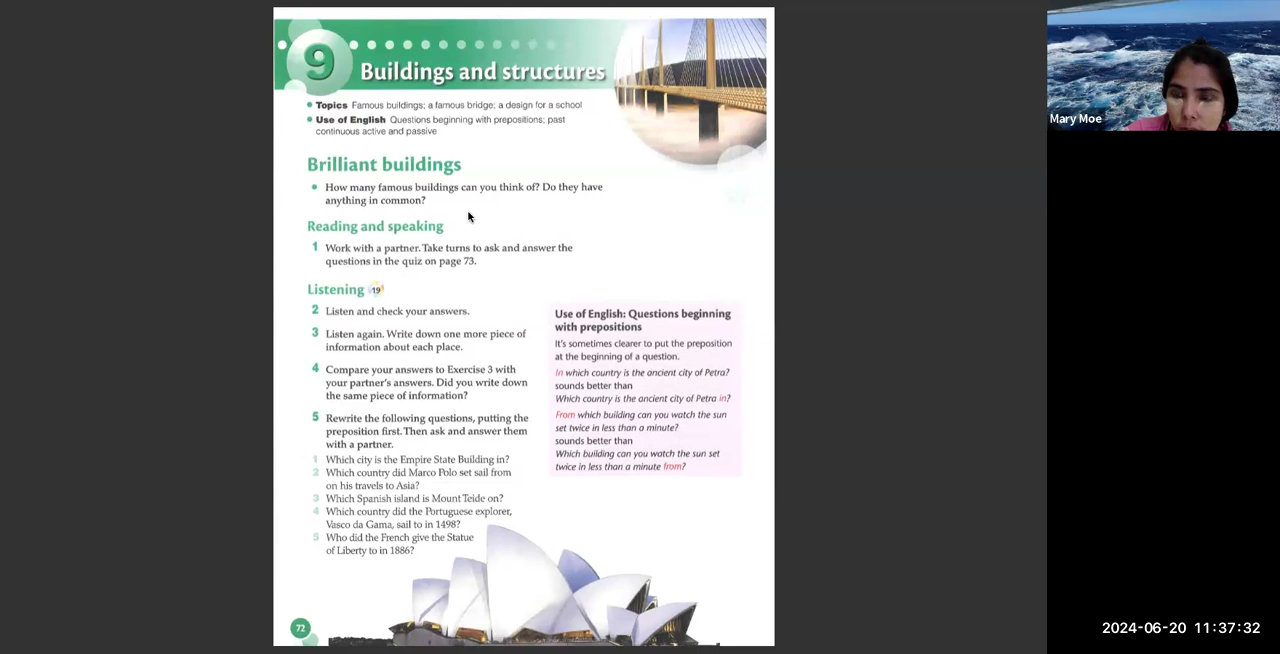 9
Buildings and structures
• Topics Famous buildings; a famous bridge; a design for a school
• Use of English Questions beginning with prepositions; past
continuous active and passive
Brilliant buildings
• How many famous buildings can you think of? Do they have
anything in common?
Reading and speaking
1 Work with a partner. Take turns to ask and answer the
questions in the quiz on page 73.
Listening 19
2 Listen and check your answers.
3 Listen again. Write down one more piece of
information about each place.
4 Compare your answers to Exercise 3 with
your partner's answers. Did you write down
the same piece of information?
5 Rewrite the following questions, putting the
preposition first. Then ask and answer them
with a partner.
1 Which city is the Empire State Building in?
2 Which country did Marco Polo set sail from
on his travels to Asia?
3 Which Spanish island is Mount Teide on?
4 Which country did the Portuguese explorer,
Vasco da Gama, sail to in 1498?
5 Who did the French give the Statue
of Liberty to in 1886?
Use of English: Questions beginning
with prepositions
It's sometimes clearer to put the preposition
at the beginning of a question.
In which country is the ancient city of Petra?
sounds better than
Which country is the ancient city of Petra in?
From which building can you watch the sun
set twice in less than a minute?
sounds better than
Which building can you watch the sun set
twice in less than a minute from?
72
Mary Moe
2024-06-20 11:37:32